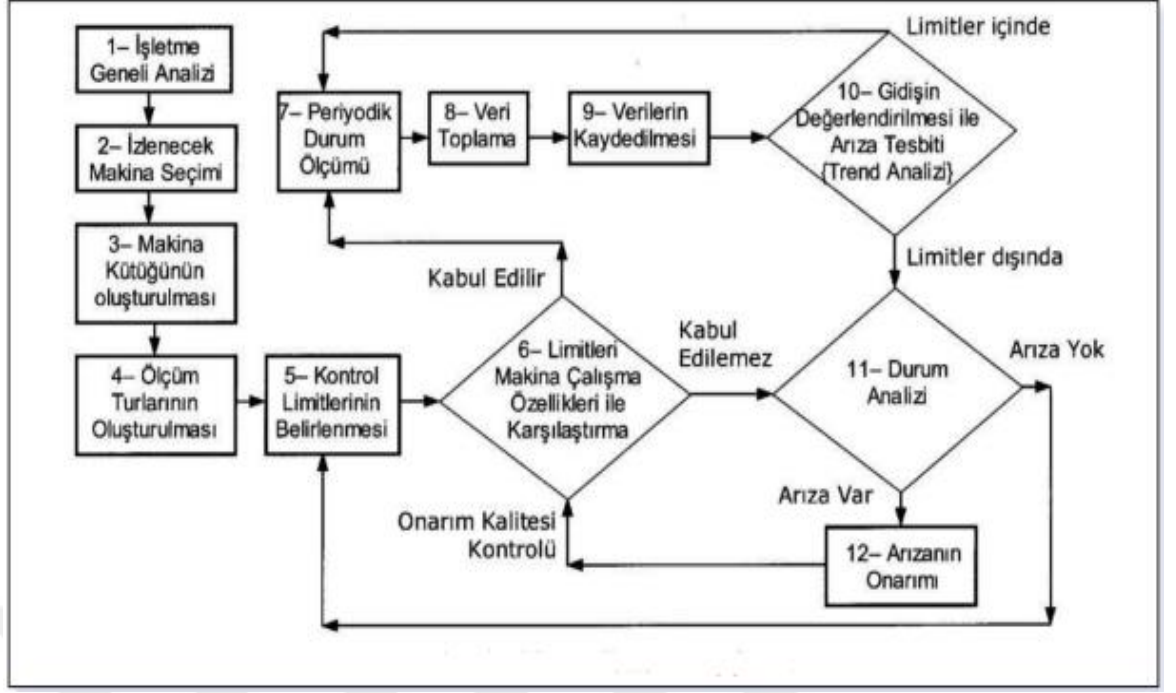 1– İşletme
Geneli Analizi
2– İzlenecek
Makina Seçimi
3– Makina
Kütüğünün
oluşturulması
4– Ölçüm
Turlarının
Oluşturulması
5– Kontrol
Limitlerinin
Belirlenmesi
6– Limitleri
Makina Çalışma
Özellikleri ile
Karşılaştırma
Kabul Edilir
Kabul
Edilemez
7– Periyodik
Durum
Ölçümü
8– Veri
Toplama
9– Verilerin
Kaydedilmesi
10– Gidişin
Değerlendirilmesi ile
Arıza Tesbiti
{Trend Analizi}
Limitler içinde
Limitler dışında
11– Durum
Analizi
Arıza Yok
Arıza Var
12– Arızanın
Onarımı
Onarım Kalitesi
Kontrolü